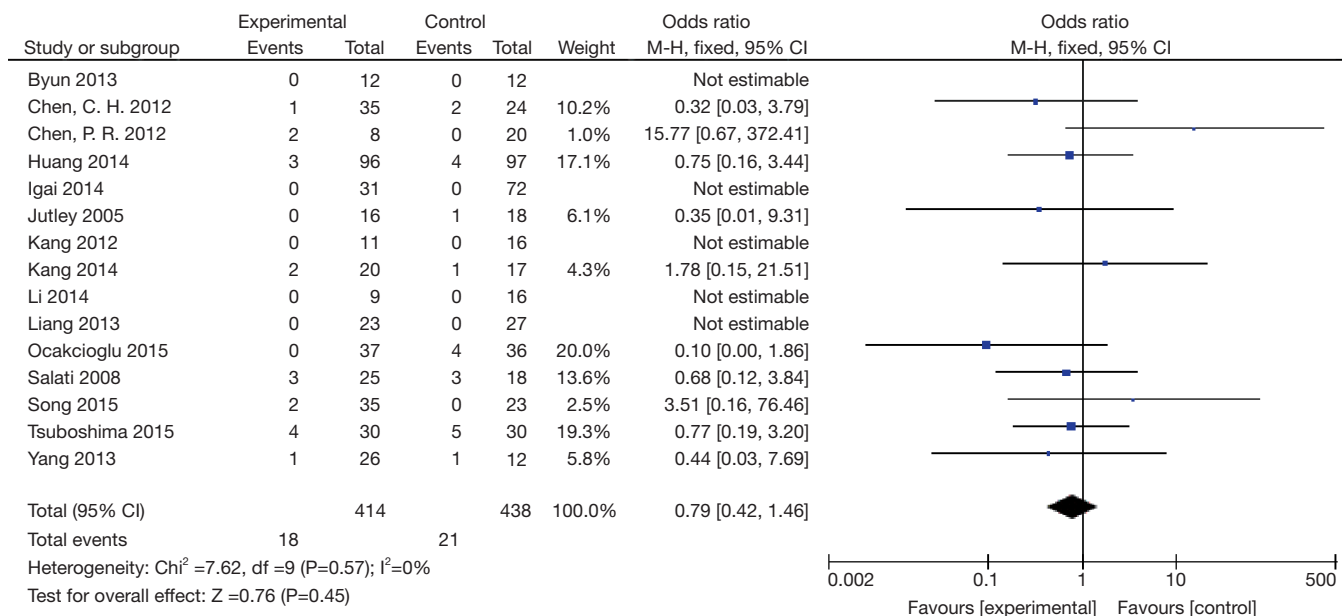 Experimental Control Odds ratio Odds ratio
Study or subgroup Events Total Events Total Weight M-H, fixed, 95% CI M-H, fixed, 95% CI
Byun 2013 0 12 0 12 Not estimable
Chen, C. H. 2012 1 35 2 24 10.2% 0.32 [0.03, 3.79]
Chen, P. R. 2012 2 8 0 20 1.0% 15.77 [0.67, 372.41]
Huang 2014 3 96 4 97 17.1% 0.75 [0.16, 3.44]
Igai 2014 0 31 0 72 Not estimable
Jutley 2005 0 16 1 18 6.1% 0.35 [0.01, 9.31]
Kang 2012 0 11 0 16 Not estimable
Kang 2014 2 20 1 17 4.3% 1.78 [0.15, 21.51]
Li 2014 0 9 0 16 Not estimable
Liang 2013 0 23 0 27 Not estimable
Ocakcioglu 2015 0 37 4 36 20.0% 0.10 [0.00, 1.86]
Salati 2008 3 25 3 18 13.6% 0.68 [0.12, 3.84]
Song 2015 2 35 0 23 2.5% 3.51 [0.16, 76.46]
Tsuboshima 2015 4 30 5 30 19.3% 0.77 [0.19, 3.20]
Yang 2013 1 26 1 12 5.8% 0.44 [0.03, 7.69]
Total (95% CI) 414 438 100.0% 0.79 [0.42, 1.46]
Total events 18 21
Heterogeneity: Chi² =7.62, df =9 (P=0.57); I²=0%
Test for overall effect: Z =0.76 (P=0.45)
0.002 0.1 1 10 500
Favours [experimental] Favours [control]